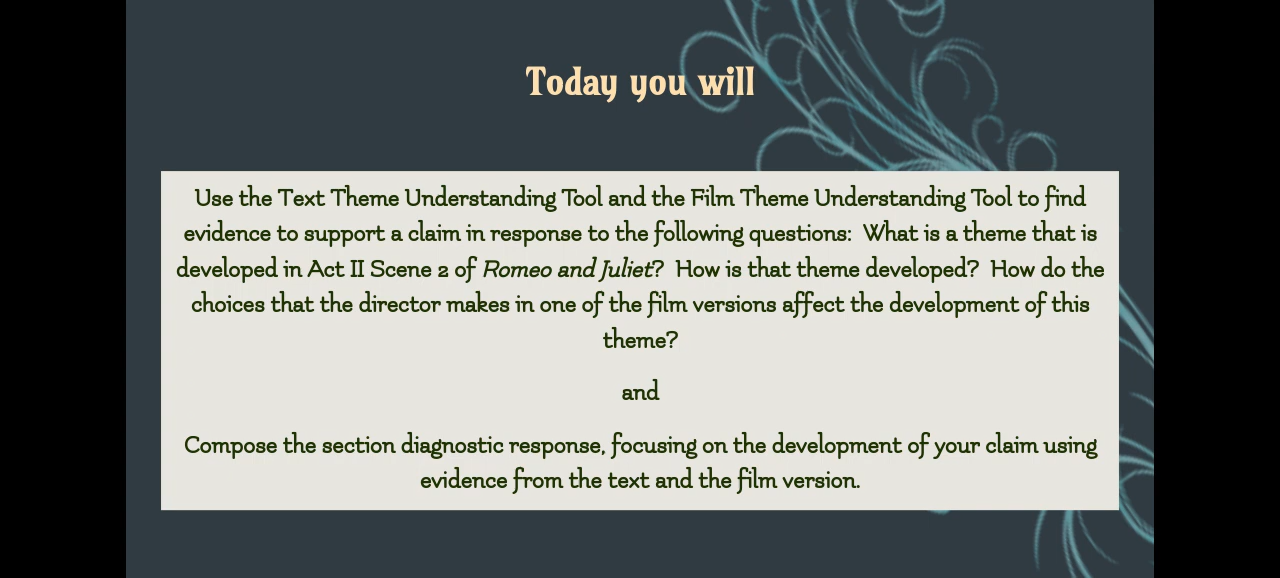 Today you will
Use the Text Theme Understanding Tool and the Film Theme Understanding Tool to find
evidence to support a claim in response to the following questions:  What is a theme that is
developed in Act II Scene 2 of Romeo and Juliet?  How is that theme developed?  How do the
choices that the director makes in one of the film versions affect the development of this
theme?
and
Compose the section diagnostic response, focusing on the development of your claim using
evidence from the text and the film version.